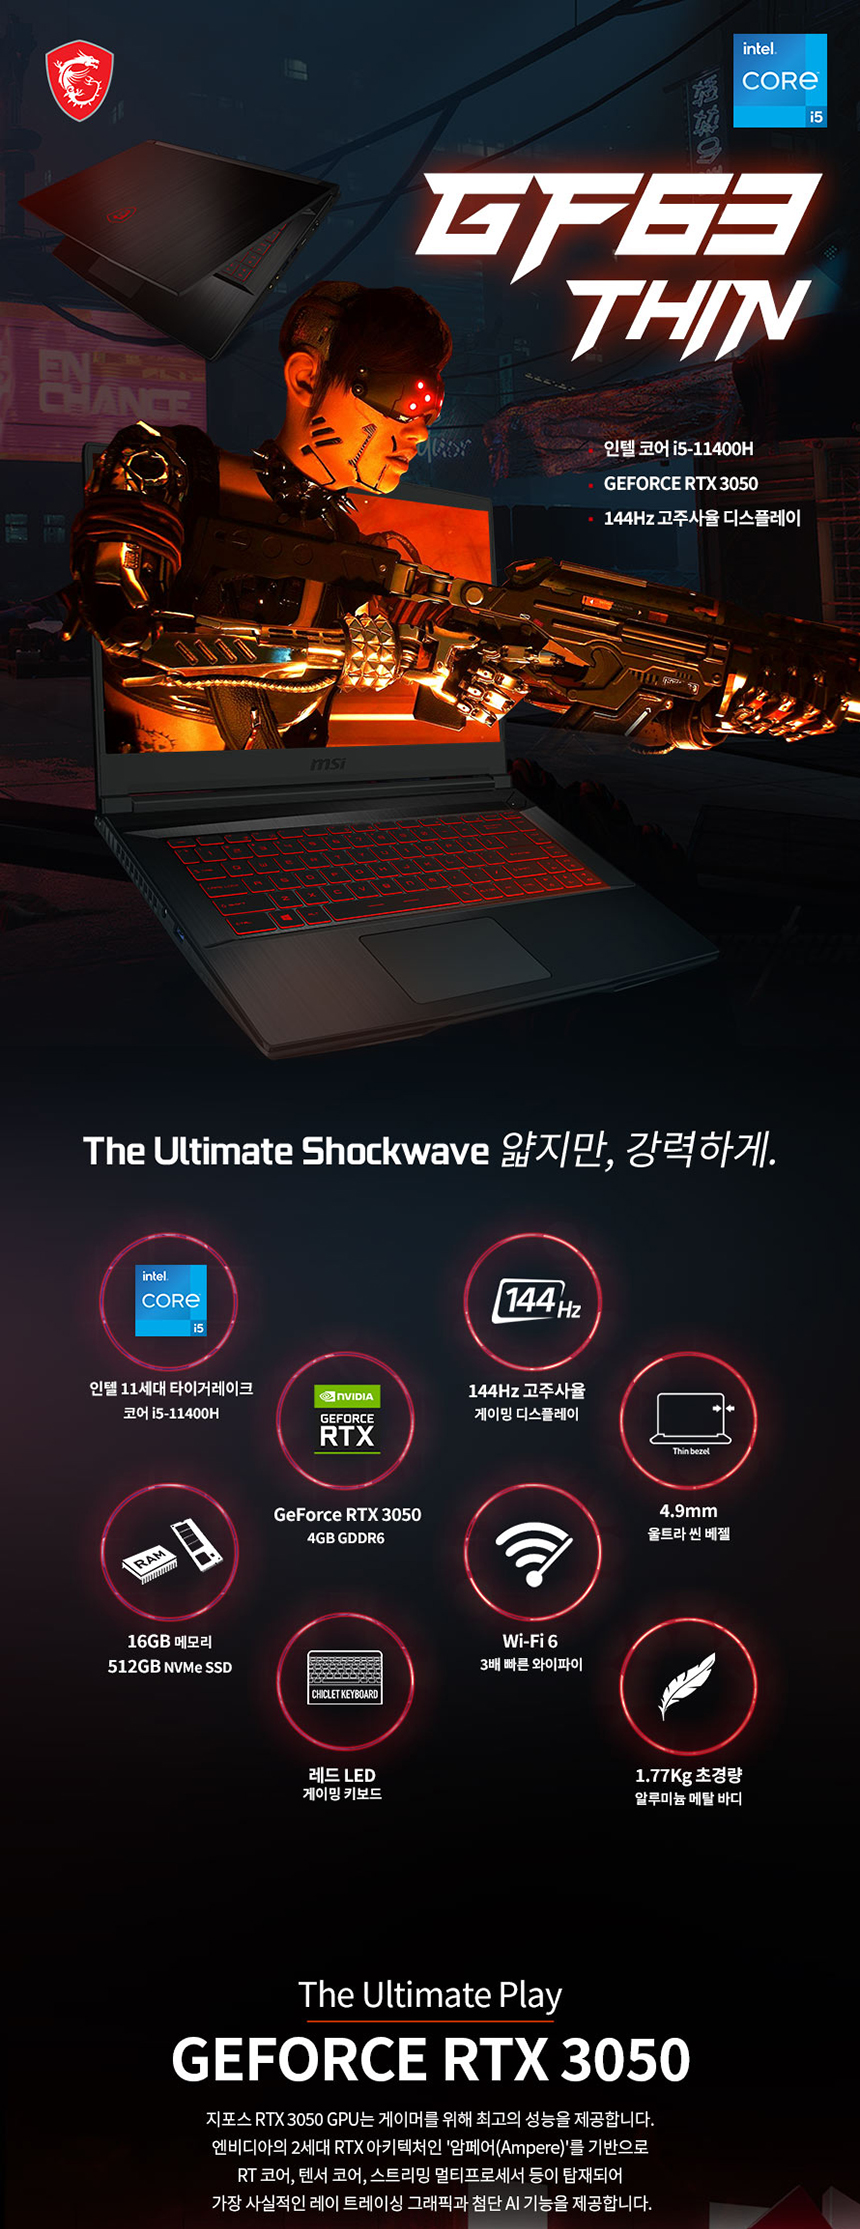 intel.
CORE
i5
GF63
THIN
EN
CHANCE
인텔 코어 i5-11400H
GEFORCE RTX 3050
144Hz 고주사율 디스플레이
msi
The Ultimate Shockwave 얇지만, 강력하게.
intel.
CORE
i5
인텔 11세대 타이거레이크
코어 i5-11400H
144Hz
144Hz 고주사율
게이밍 디스플레이
NVIDIA
GEFORCE
RTX
GeForce RTX 3050
4GB GDDR6
Thin bezel
4.9mm
울트라 씬 베젤
RAM
16GB 메모리
512GB NVMe SSD
Wi-Fi 6
3배 빠른 와이파이
CHICLET KEYBOARD
레드 LED
게이밍 키보드
1.77Kg 초경량
알루미늄 메탈 바디
The Ultimate Play
GEFORCE RTX 3050
지포스 RTX 3050 GPU는 게이머를 위해 최고의 성능을 제공합니다.
엔비디아의 2세대 RTX 아키텍처인 '암페어(Ampere)'를 기반으로
RT 코어, 텐서 코어, 스트리밍 멀티프로세서 등이 탑재되어
가장 사실적인 레이 트레이싱 그래픽과 첨단 AI 기능을 제공합니다.